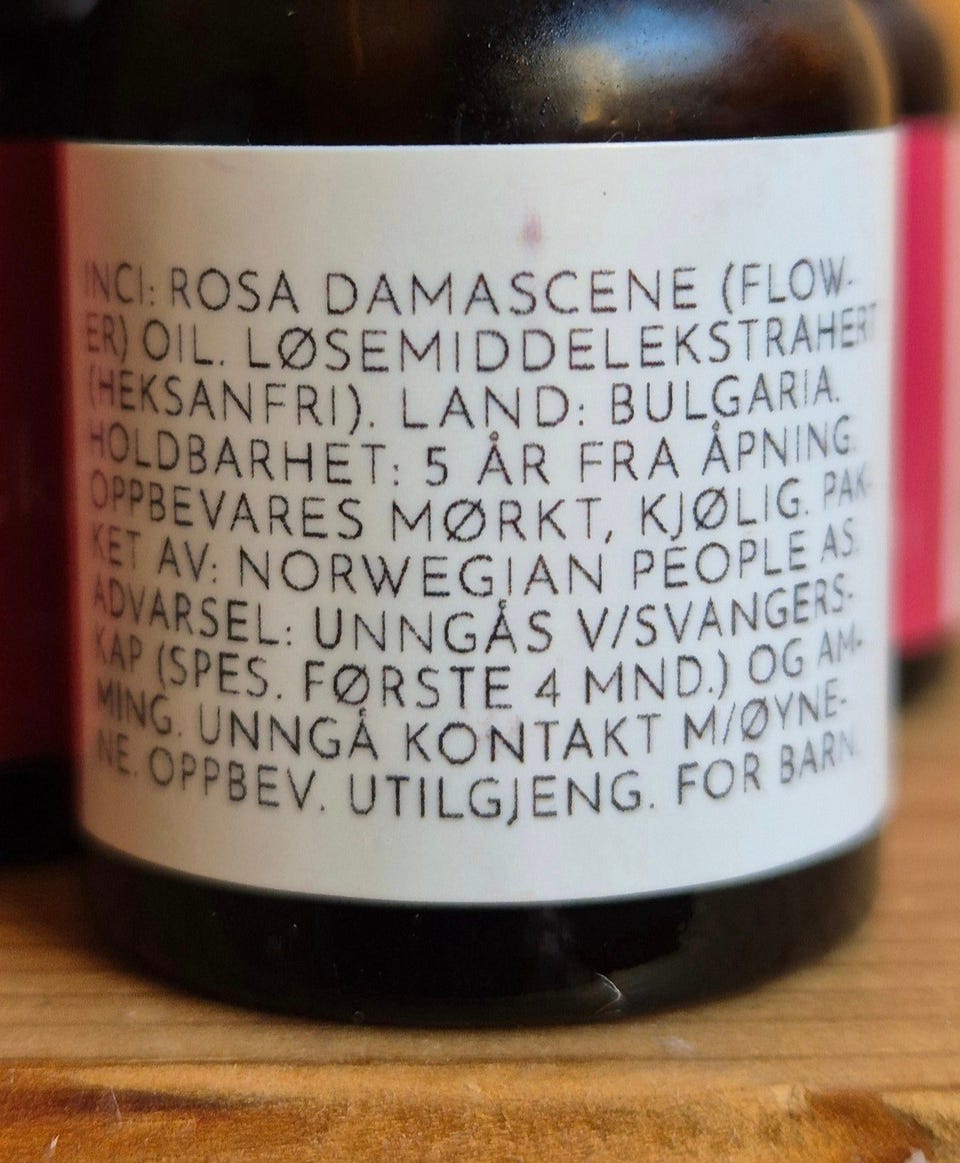 INCI: ROSA DAMASCENE (FLOW-
ER) OIL. LØSEMIDDELEKSTRAHERT
(HEKSANFRI). LAND: BULGARIA.
HOLDBARHET: 5 ÅR FRA ÅPNING.
OPPBEVARES MØRKT, KJØLIG. PAK-
KET AV: NORWEGIAN PEOPLE AS.
ADVARSEL: UNNGÅS V/SVANGERS-
KAP (SPES. FØRSTE 4 MND.) OG AM-
MING. UNNGÅ KONTAKT M/ØYNE-
NE. OPPBEV. UTILGJENG. FOR BARN.